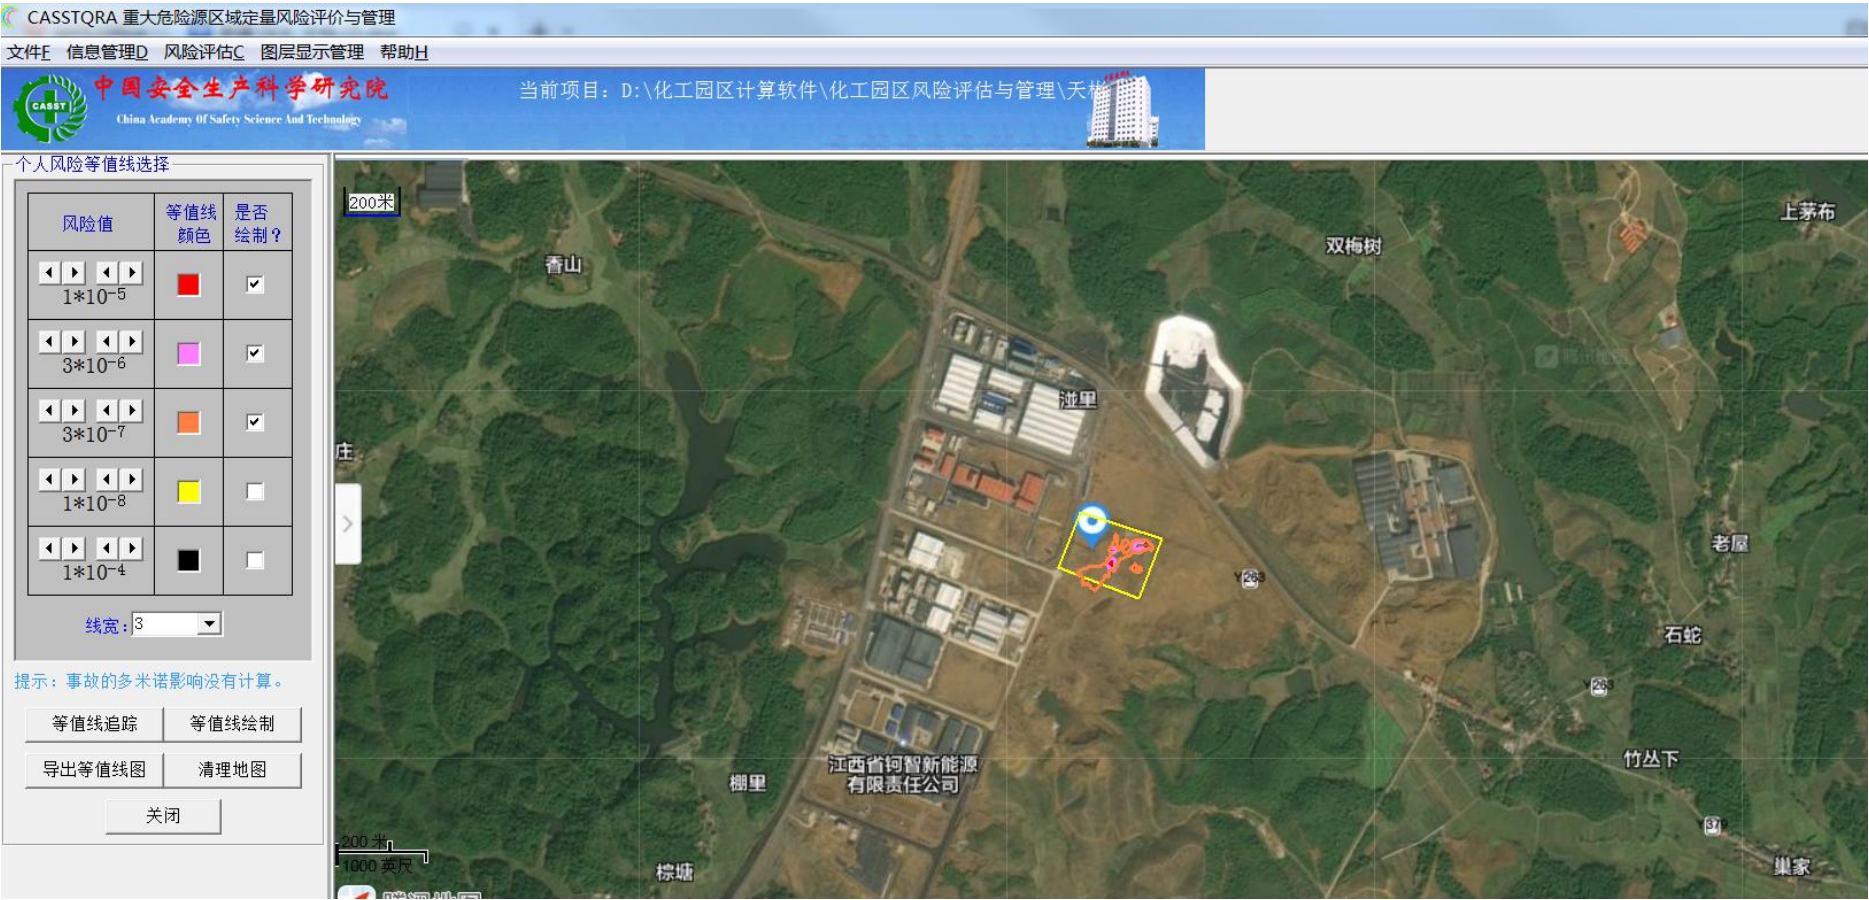 CASSTQRA 重大危险源区域定量风险评价与管理
文件F 信息管理D 风险评估C 图层显示管理 帮助H
CASST
中国安全生产科学研究院
China Academy Of Safety Science And Technology
当前项目：D:\化工园区计算软件\化工园区风险评估与管理\天
个人风险等值线选择
风险值
等值线颜色
是否绘制？
1*10-5
3*10-6
3*10-7
1*10-8
1*10-4
线宽：3
提示：事故的多米诺影响没有计算。
等值线追踪
等值线绘制
导出等值线图
清理地图
关闭
200米
香山
双梅树
上茅布
庄
老屋
Y263
石蛇
竹丛下
江西省钶智新能源
有限责任公司
棚里
200 米
1000 英尺
棕塘
巢家